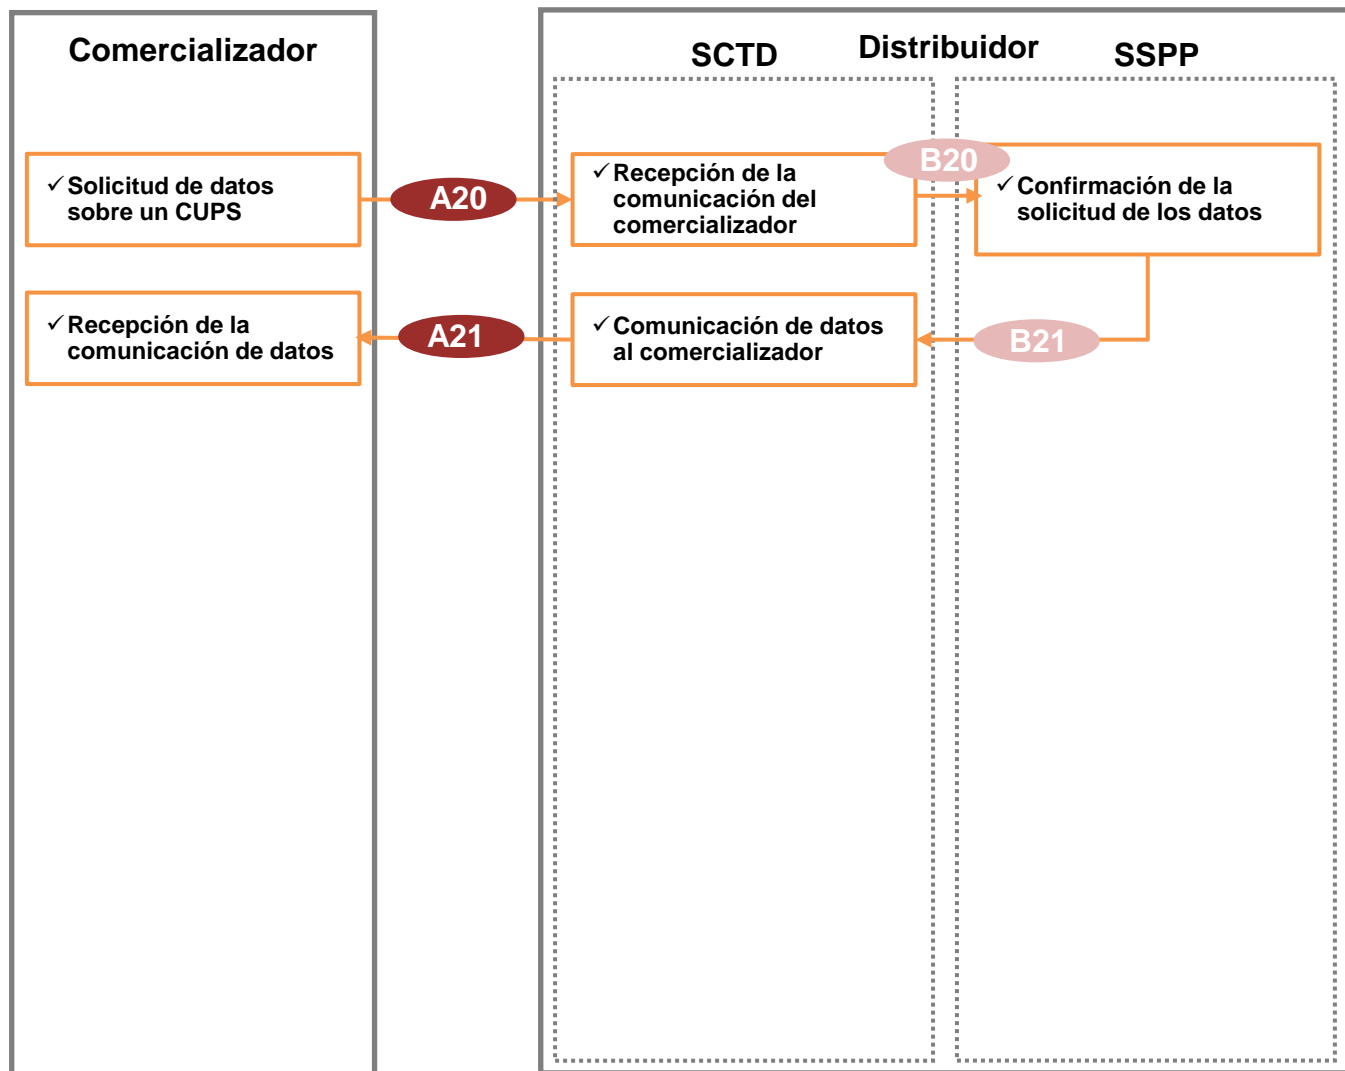 Comercializador
Distribuidor
SCTD
SSPP
✓ Solicitud de datos
sobre un CUPS
A20
✓ Recepción de la
comunicación del
comercializador
B20
✓ Confirmación de la
solicitud de los datos
✓ Recepción de la
comunicación de datos
A21
✓ Comunicación de datos
al comercializador
B21